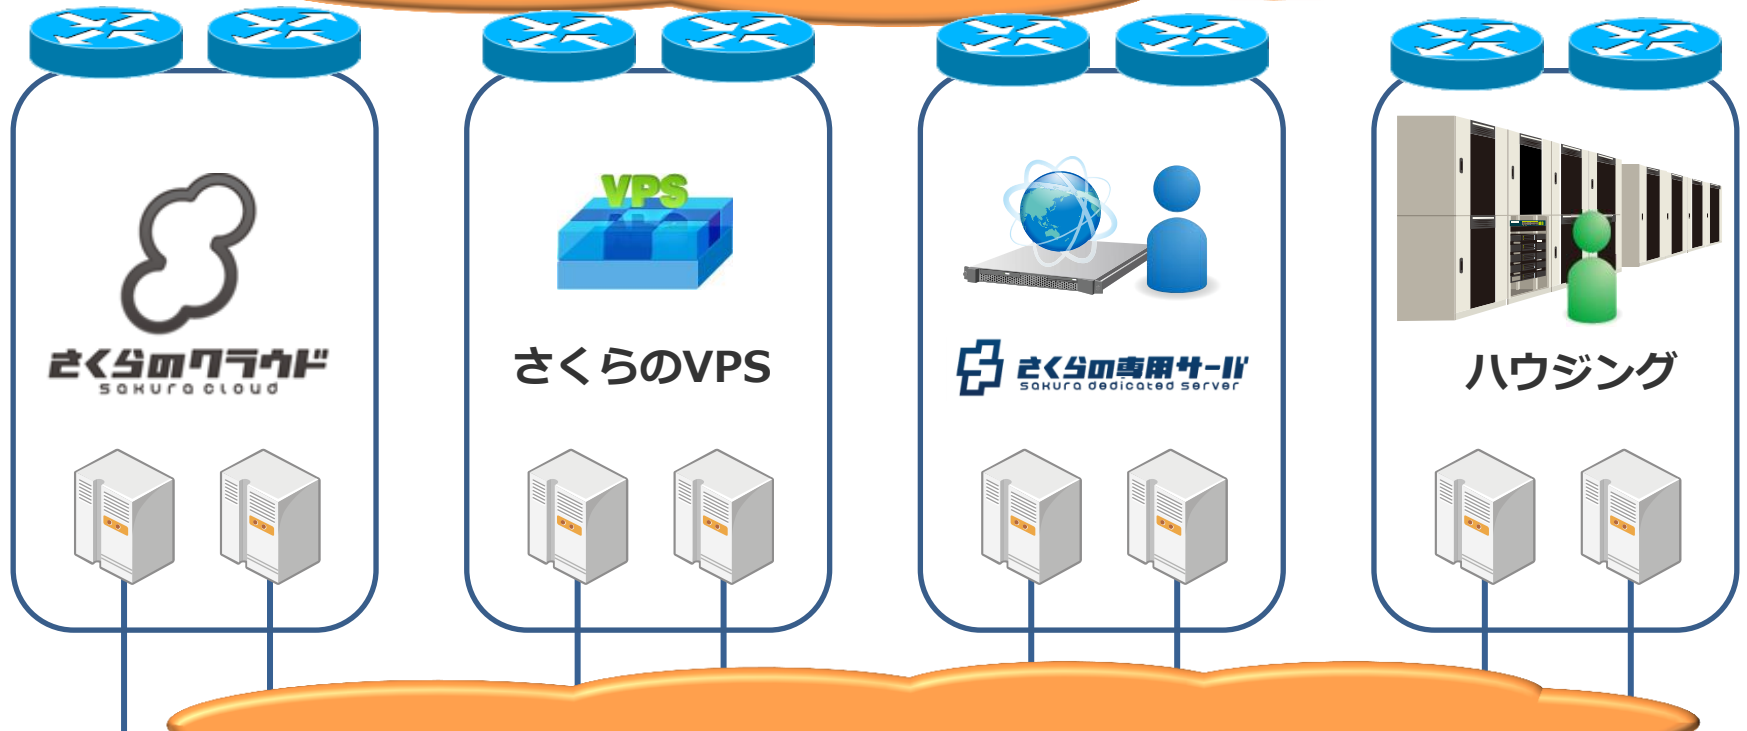 さくらのクラウド
sakura cloud
VPS
さくらのVPS
さくらの専用サーバ
sakura dedicated server
ハウジング